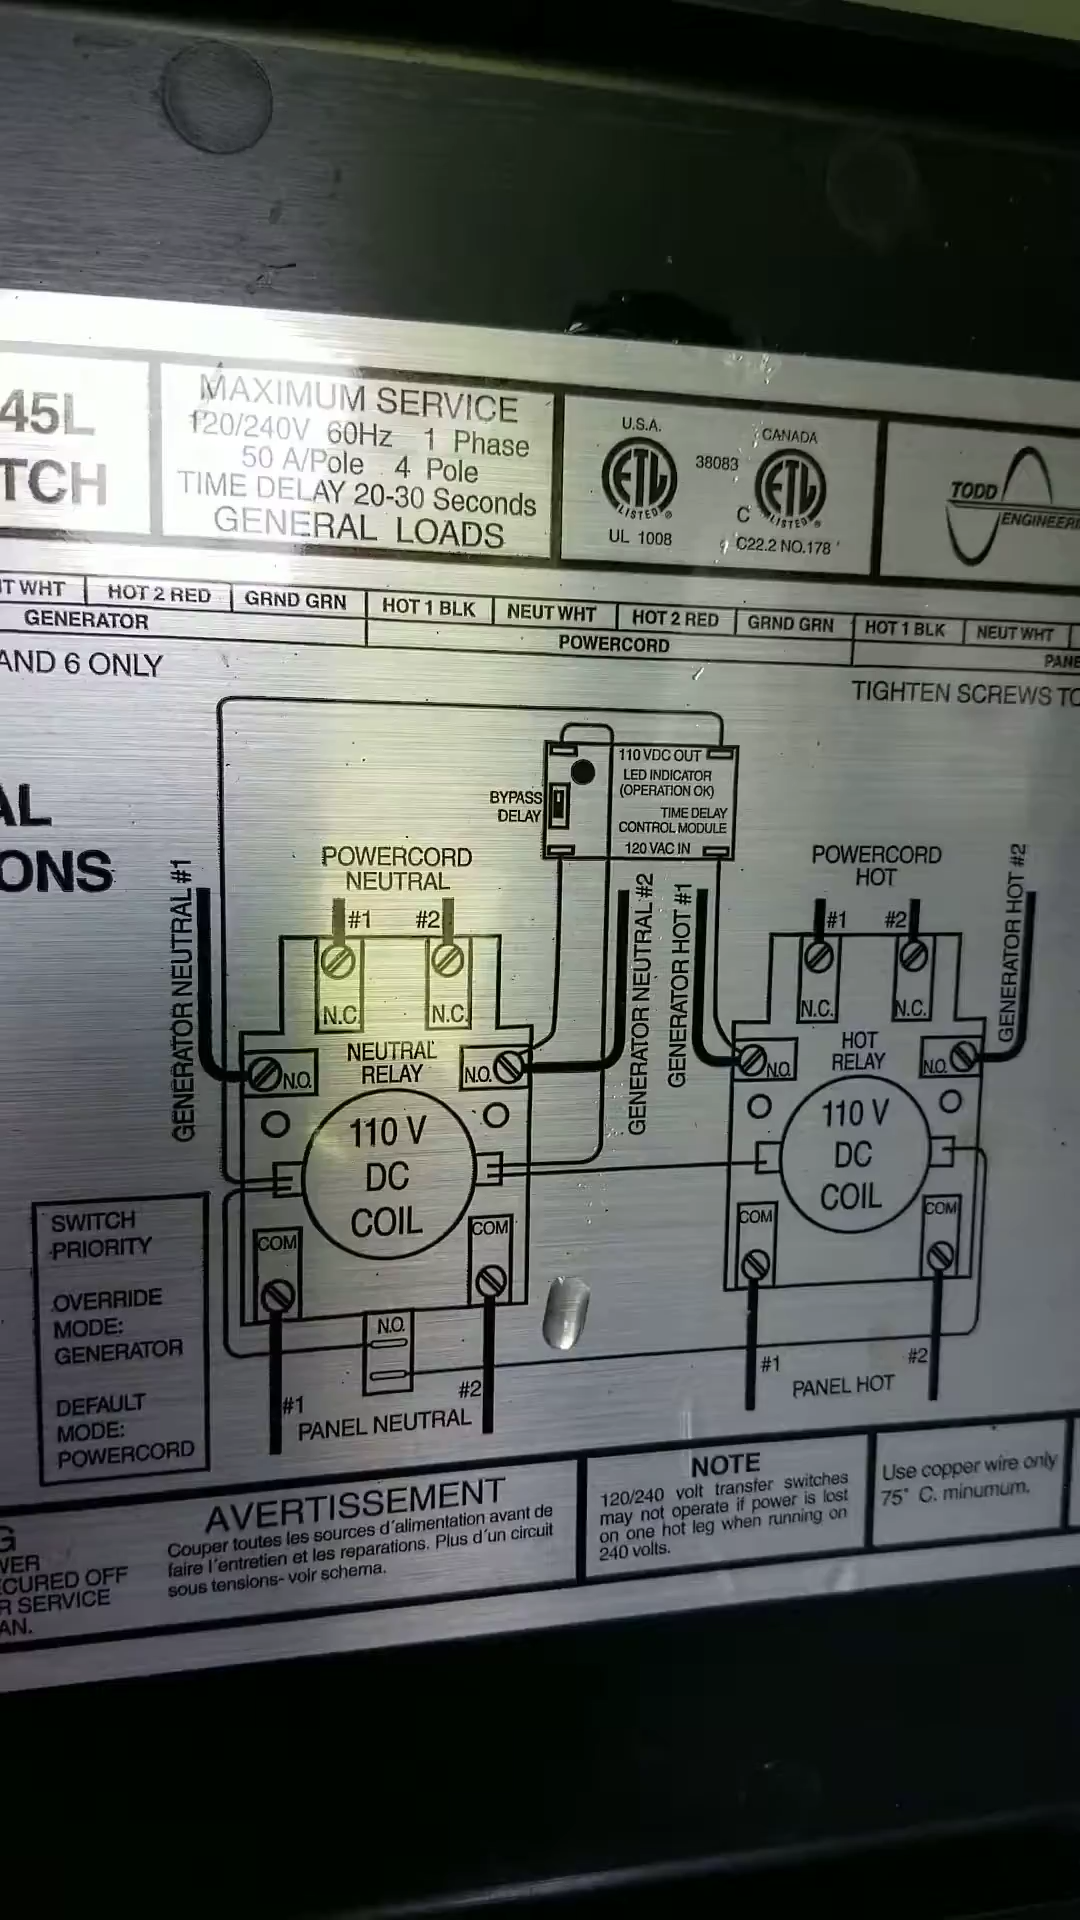 45L
TCH
MAXIMUM SERVICE
120/240V 60Hz 1 Phase
50 A/Pole 4 Pole
TIME DELAY 20-30 Seconds
GENERAL LOADS
U.S.A.
ETL
LISTED
UL 1008
38083
CANADA
C ETL
LISTED
C22.2 NO.178
TODD
ENGINEERI
T WHT HOT 2 RED GRND GRN HOT 1 BLK NEUT WHT HOT 2 RED GRND GRN HOT 1 BLK NEUT WHT
GENERATOR POWERCORD PANE
AND 6 ONLY
TIGHTEN SCREWS TO
AL
ONS
110 VDC OUT
LED INDICATOR
(OPERATION OK)
TIME DELAY
CONTROL MODULE
120 VAC IN
BYPASS
DELAY
POWERCORD
NEUTRAL
#1 #2
GENERATOR NEUTRAL #1
GENERATOR NEUTRAL #2
N.C. N.C.
NEUTRAL
RELAY
N.O. N.O.
110 V
DC
COIL
COM COM
N.O.
#1 #2
PANEL NEUTRAL
POWERCORD
HOT
#1 #2
GENERATOR HOT #1
GENERATOR HOT #2
N.C. N.C.
HOT
RELAY
N.O. N.O.
110 V
DC
COIL
COM COM
#1 #2
PANEL HOT
SWITCH
PRIORITY
OVERRIDE
MODE:
GENERATOR
DEFAULT
MODE:
POWERCORD
G
WER
CURED OFF
R SERVICE
AN.
AVERTISSEMENT
Couper toutes les sources d'alimentation avant de
faire l'entretien et les reparations. Plus d'un circuit
sous tensions- voir schema.
NOTE
120/240 volt transfer switches
may not operate if power is lost
on one hot leg when running on
240 volts.
Use copper wire only
75° C. minumum.